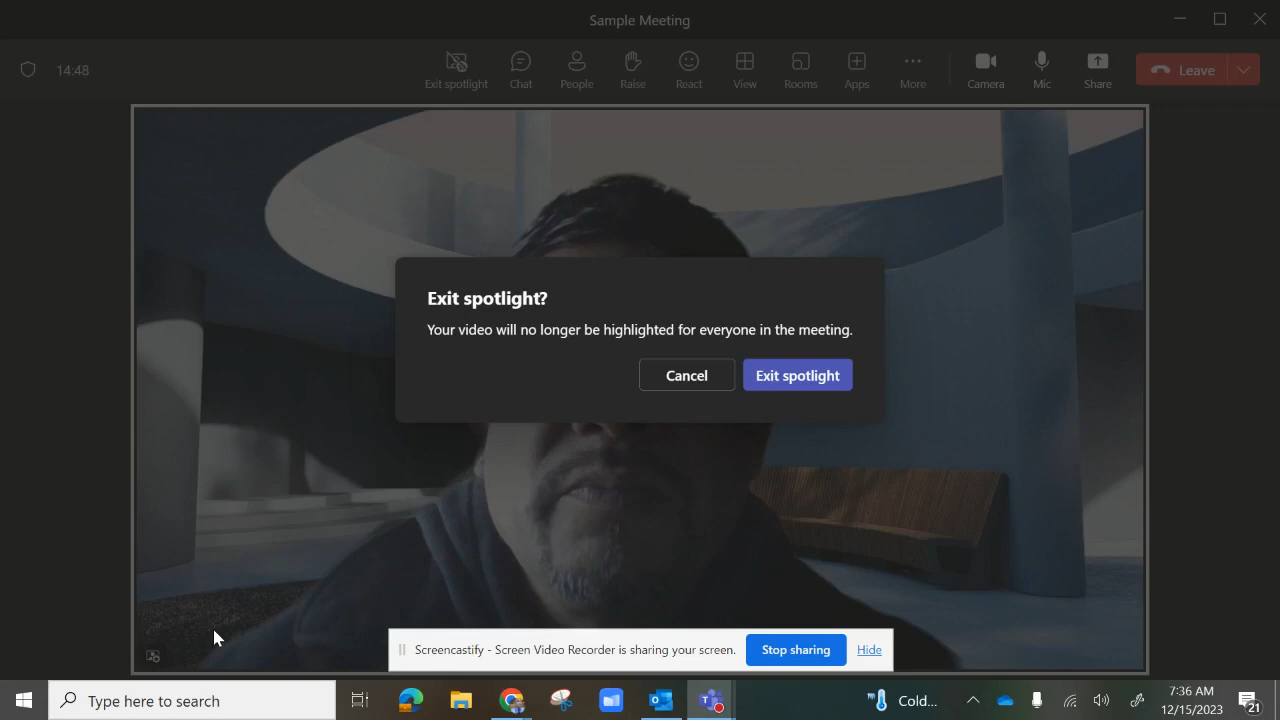 Sample Meeting
14:48
Exit spotlight
Chat
People
Raise
React
View
Rooms
Apps
More
Camera
Mic
Share
Leave
Exit spotlight?
Your video will no longer be highlighted for everyone in the meeting.
Cancel
Exit spotlight
Screencastify - Screen Video Recorder is sharing your screen.
Stop sharing
Hide
Type here to search
Cold...
7:36 AM
12/15/2023
21